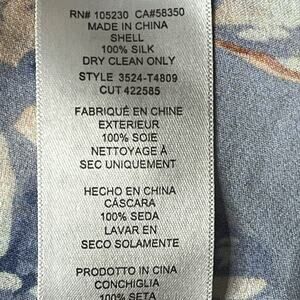 RN# 105230 CA#58350
MADE IN CHINA
SHELL
100% SILK
DRY CLEAN ONLY
STYLE 3524-T4809
CUT 422585
FABRIQUÉ EN CHINE
EXTERIEUR
100% SOIE
NETTOYAGE À
SEC UNIQUEMENT
HECHO EN CHINA
CÁSCARA
100% SEDA
LAVAR EN
SECO SOLAMENTE
PRODOTTO IN CINA
CONCHIGLIA
100% SETA